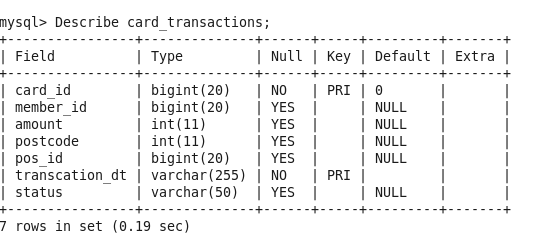 mysql> Describe card_transactions;
+---------------+--------------+------+-----+---------+-------+
| Field | Type | Null | Key | Default | Extra |
+---------------+--------------+------+-----+---------+-------+
| card_id | bigint(20) | NO | PRI | 0 | |
| member_id | bigint(20) | YES | | NULL | |
| amount | int(11) | YES | | NULL | |
| postcode | int(11) | YES | | NULL | |
| pos_id | bigint(20) | YES | | NULL | |
| transcation_dt | varchar(255) | NO | PRI | | |
| status | varchar(50) | YES | | NULL | |
+---------------+--------------+------+-----+---------+-------+
7 rows in set (0.19 sec)